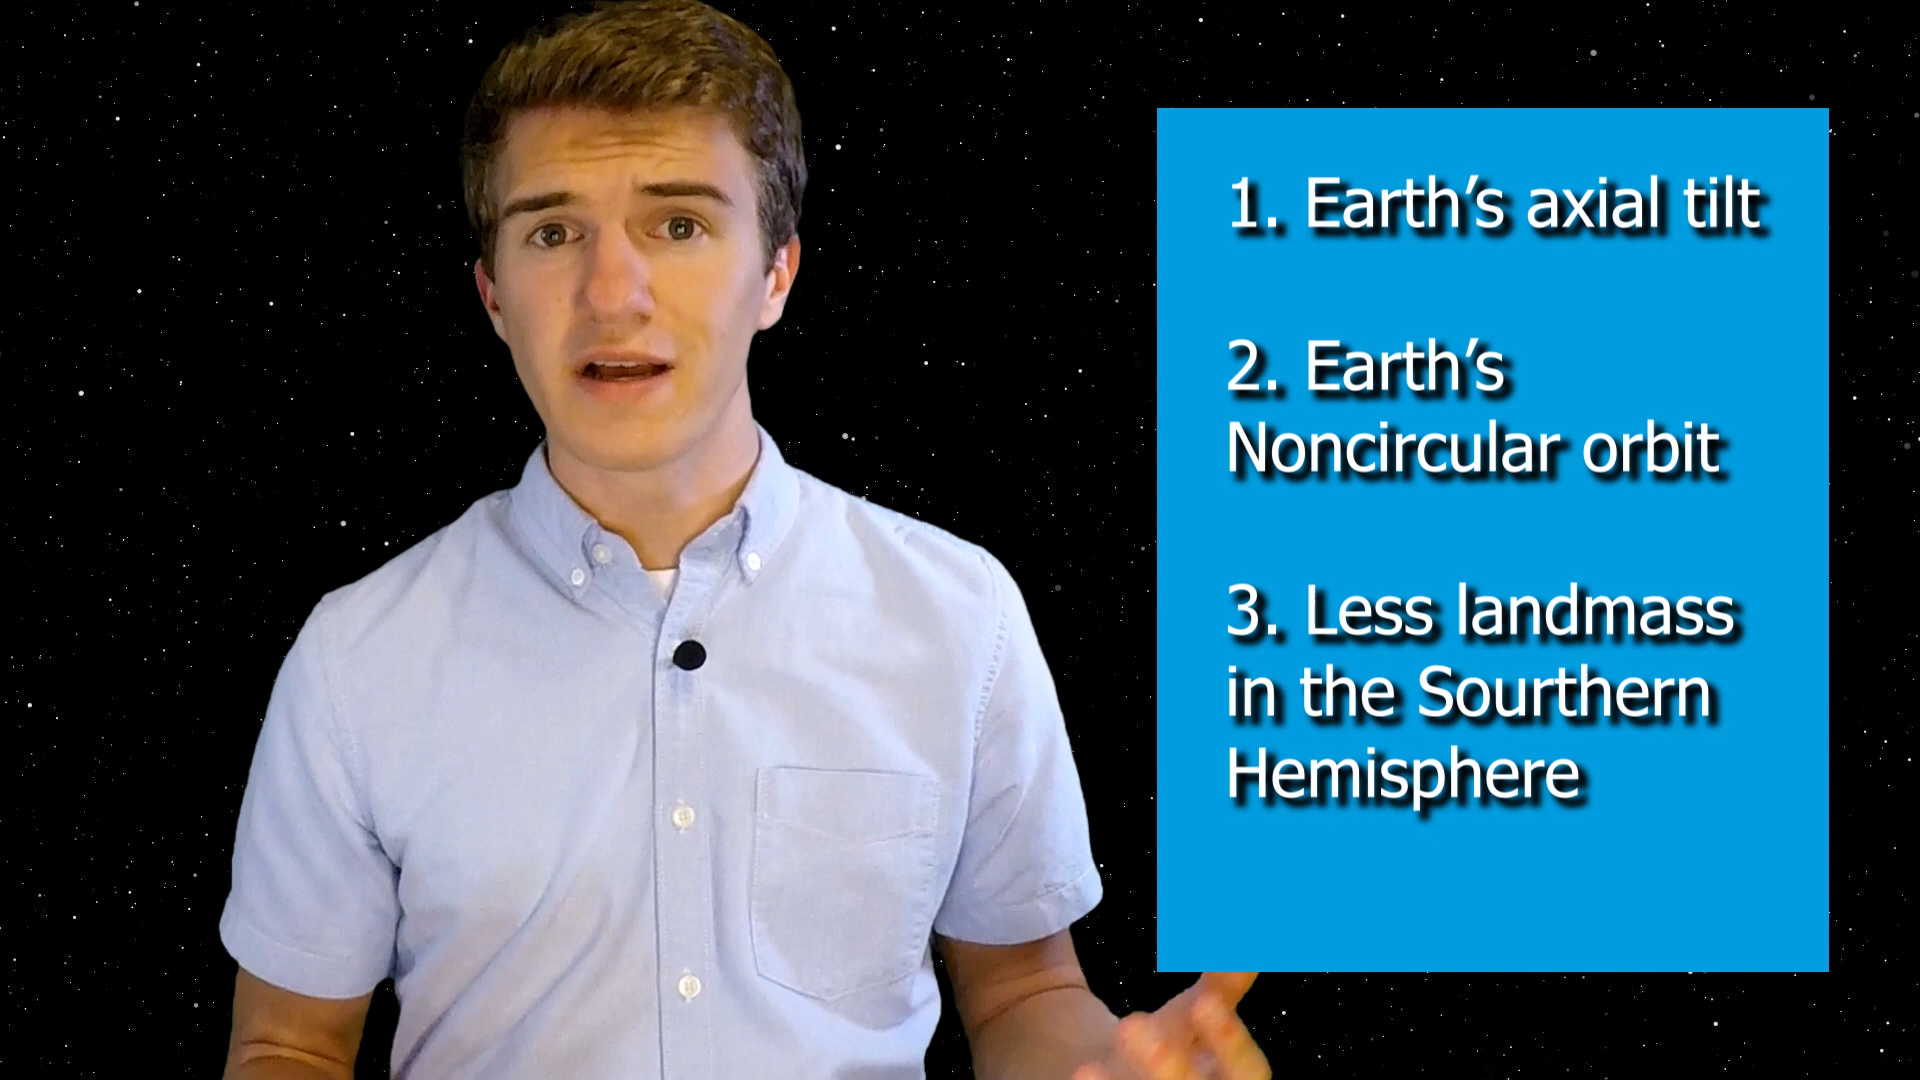 1. Earth’s axial tilt
2. Earth’s
Noncircular orbit
3. Less landmass
in the Sourthern
Hemisphere